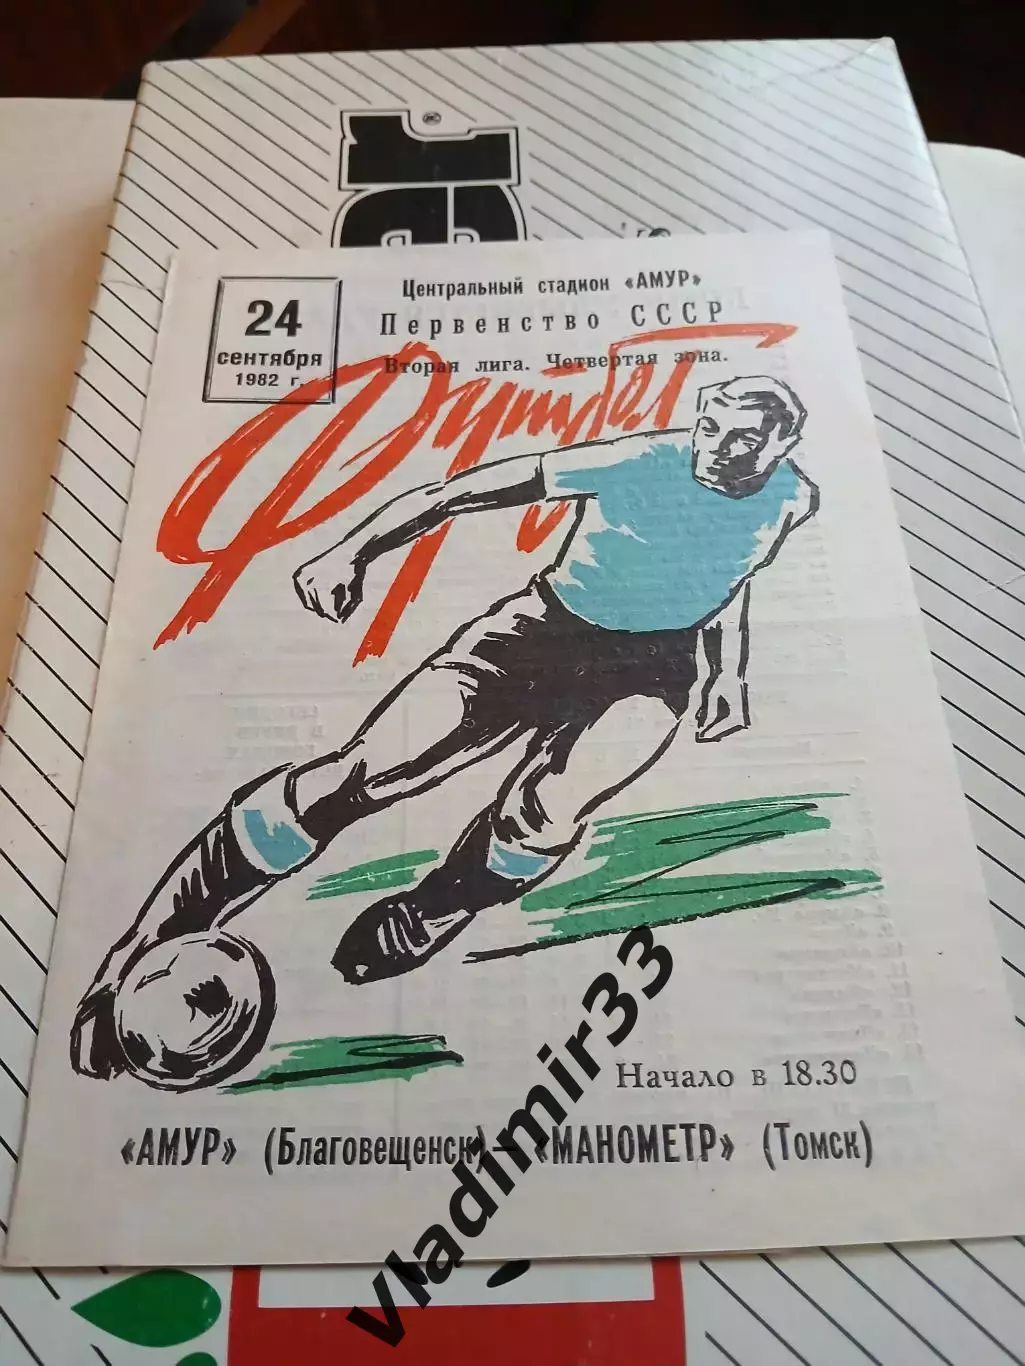 24
сентября
1982 г.
Центральный стадион «АМУР»
Первенство СССР
Вторая лига. Четвертая зона.
Футбол
Начало в 18.30
«АМУР» (Благовещенск) — «МАНОМЕТР» (Томск)
vladimir33